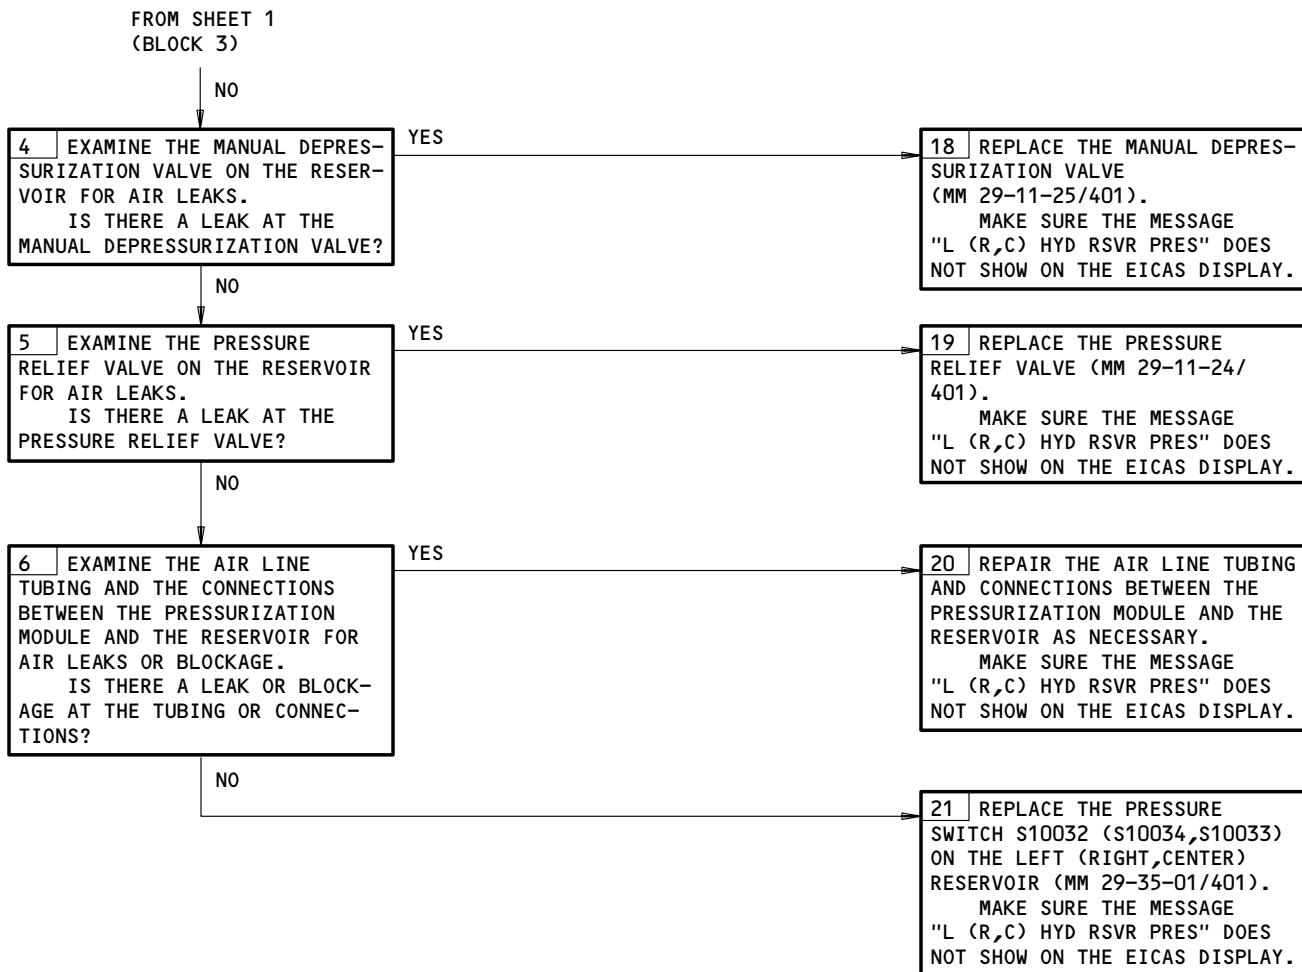 FROM SHEET 1
(BLOCK 3)
NO
4 EXAMINE THE MANUAL DEPRES-
SURIZATION VALVE ON THE RESER-
VOIR FOR AIR LEAKS.
IS THERE A LEAK AT THE
MANUAL DEPRESSURIZATION VALVE?
YES
18 REPLACE THE MANUAL DEPRES-
SURIZATION VALVE
(MM 29-11-25/401).
MAKE SURE THE MESSAGE
"L (R,C) HYD RSVR PRES" DOES
NOT SHOW ON THE EICAS DISPLAY.
NO
5 EXAMINE THE PRESSURE
RELIEF VALVE ON THE RESERVOIR
FOR AIR LEAKS.
IS THERE A LEAK AT THE
PRESSURE RELIEF VALVE?
YES
19 REPLACE THE PRESSURE
RELIEF VALVE (MM 29-11-24/
401).
MAKE SURE THE MESSAGE
"L (R,C) HYD RSVR PRES" DOES
NOT SHOW ON THE EICAS DISPLAY.
NO
6 EXAMINE THE AIR LINE
TUBING AND THE CONNECTIONS
BETWEEN THE PRESSURIZATION
MODULE AND THE RESERVOIR FOR
AIR LEAKS OR BLOCKAGE.
IS THERE A LEAK OR BLOCK-
AGE AT THE TUBING OR CONNEC-
TIONS?
YES
20 REPAIR THE AIR LINE TUBING
AND CONNECTIONS BETWEEN THE
PRESSURIZATION MODULE AND THE
RESERVOIR AS NECESSARY.
MAKE SURE THE MESSAGE
"L (R,C) HYD RSVR PRES" DOES
NOT SHOW ON THE EICAS DISPLAY.
NO
21 REPLACE THE PRESSURE
SWITCH S10032 (S10034,S10033)
ON THE LEFT (RIGHT,CENTER)
RESERVOIR (MM 29-35-01/401).
MAKE SURE THE MESSAGE
"L (R,C) HYD RSVR PRES" DOES
NOT SHOW ON THE EICAS DISPLAY.